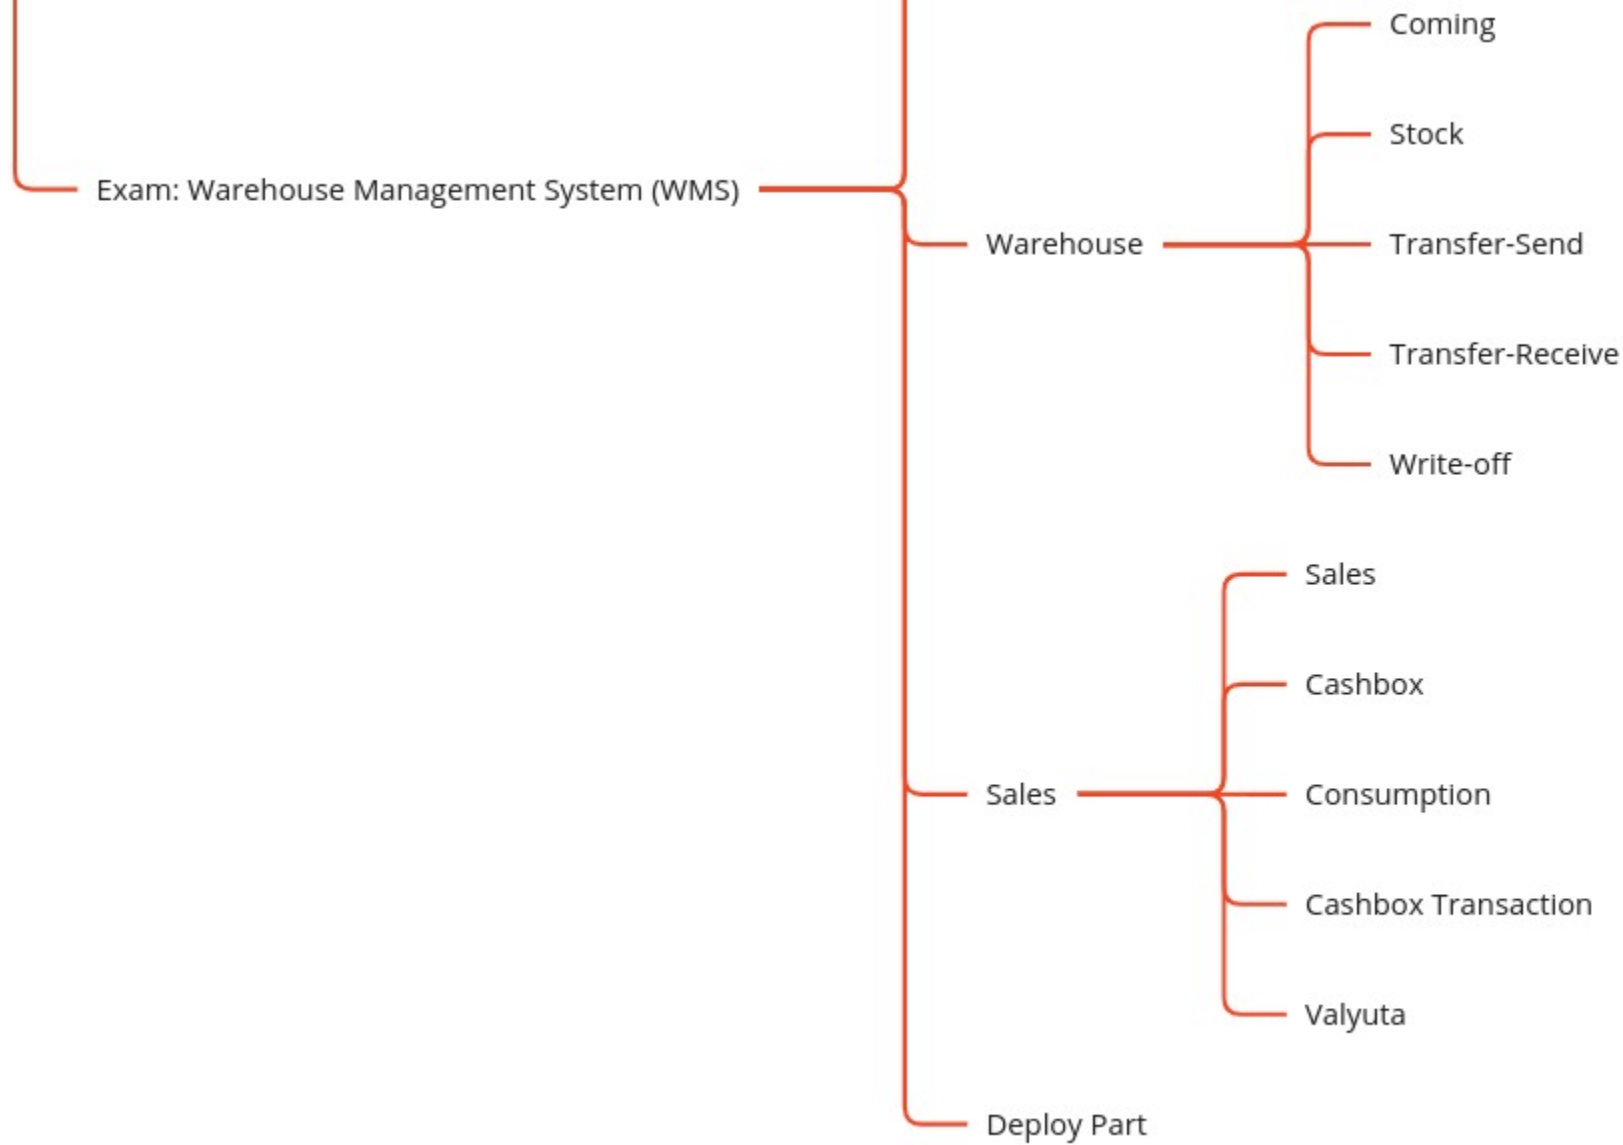 Coming
Stock
Exam: Warehouse Management System (WMS)
Warehouse
Transfer-Send
Transfer-Receive
Write-off
Sales
Cashbox
Sales
Consumption
Cashbox Transaction
Valyuta
Deploy Part